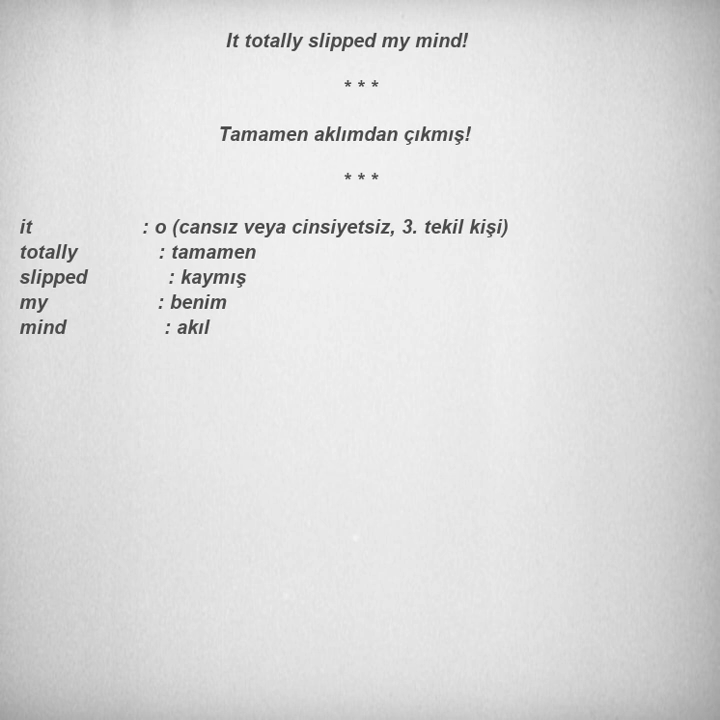 It totally slipped my mind!
* * *
Tamamen aklımdan çıkmış!
* * *
it : o (cansız veya cinsiyetsiz, 3. tekil kişi)
totally : tamamen
slipped : kaymış
my : benim
mind : akıl